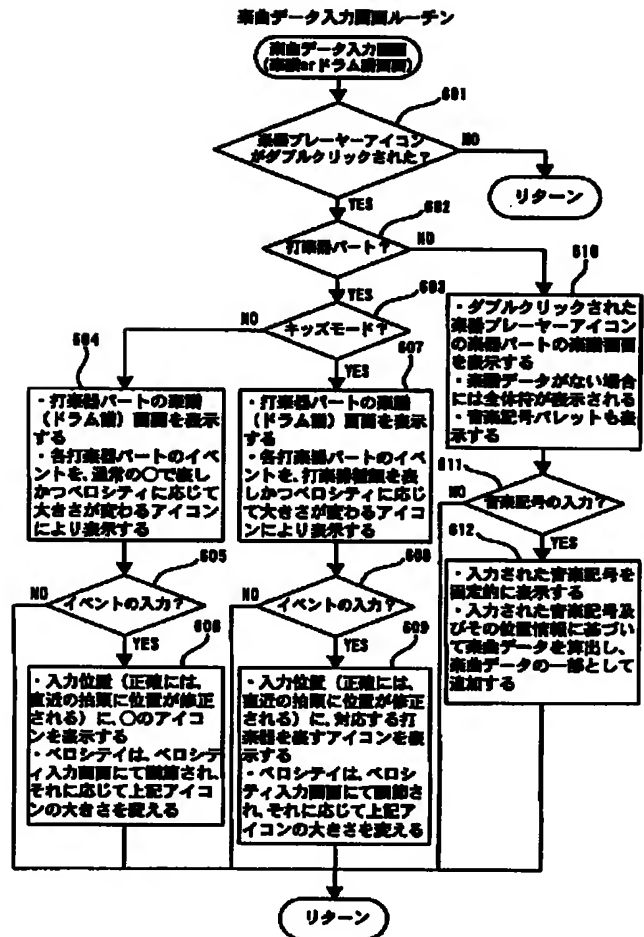 楽曲データ入力画面ルーチン
楽曲データ入力画面
(楽譜orドラム譜画面)
601
楽器プレーヤーアイコン
がダブルクリックされた?
NO
リターン
YES
602
打楽器パート?
NO
610
YES
603
キッズモード?
NO
YES
604
・打楽器パートの楽譜
(ドラム譜)画面を表示
する
・各打楽器パートのイベ
ントを、通常の〇で表し
かつベロシティに応じて
大きさが変わるアイコン
により表示する
607
・打楽器パートの楽譜
(ドラム譜)画面を表示
する
・各打楽器パートのイベ
ントを、打楽器種類を表
しかつベロシティに応じ
て大きさが変わるアイコ
ンにより表示する
・ダブルクリックされた
楽器プレーヤーアイコン
の楽器パートの楽譜画面
を表示する
・楽譜データがない場合
には全休符が表示される
・音楽記号パレットも表
示する
611
NO
音楽記号の入力?
YES
612
・入力された音楽記号を
固定的に表示する
・入力された音楽記号及
びその位置情報に基づい
て楽曲データを算出し、
楽曲データの一部として
追加する
605
NO
イベントの入力?
YES
606
・入力位置(正確には、
直近の拍頭に位置が修正
される)に、〇のアイコ
ンを表示する
・ベロシティは、ベロシテ
ィ入力画面にて調節され、
それに応じて上記アイコ
ンの大きさを変える
608
NO
イベントの入力?
YES
609
・入力位置(正確には、
直近の拍頭に位置が修正
される)に、対応する打
楽器を表すアイコンを表
示する
・ベロシティは、ベロシ
ティ入力画面にて調節さ
れ、それに応じて上記ア
イコンの大きさを変える
リターン